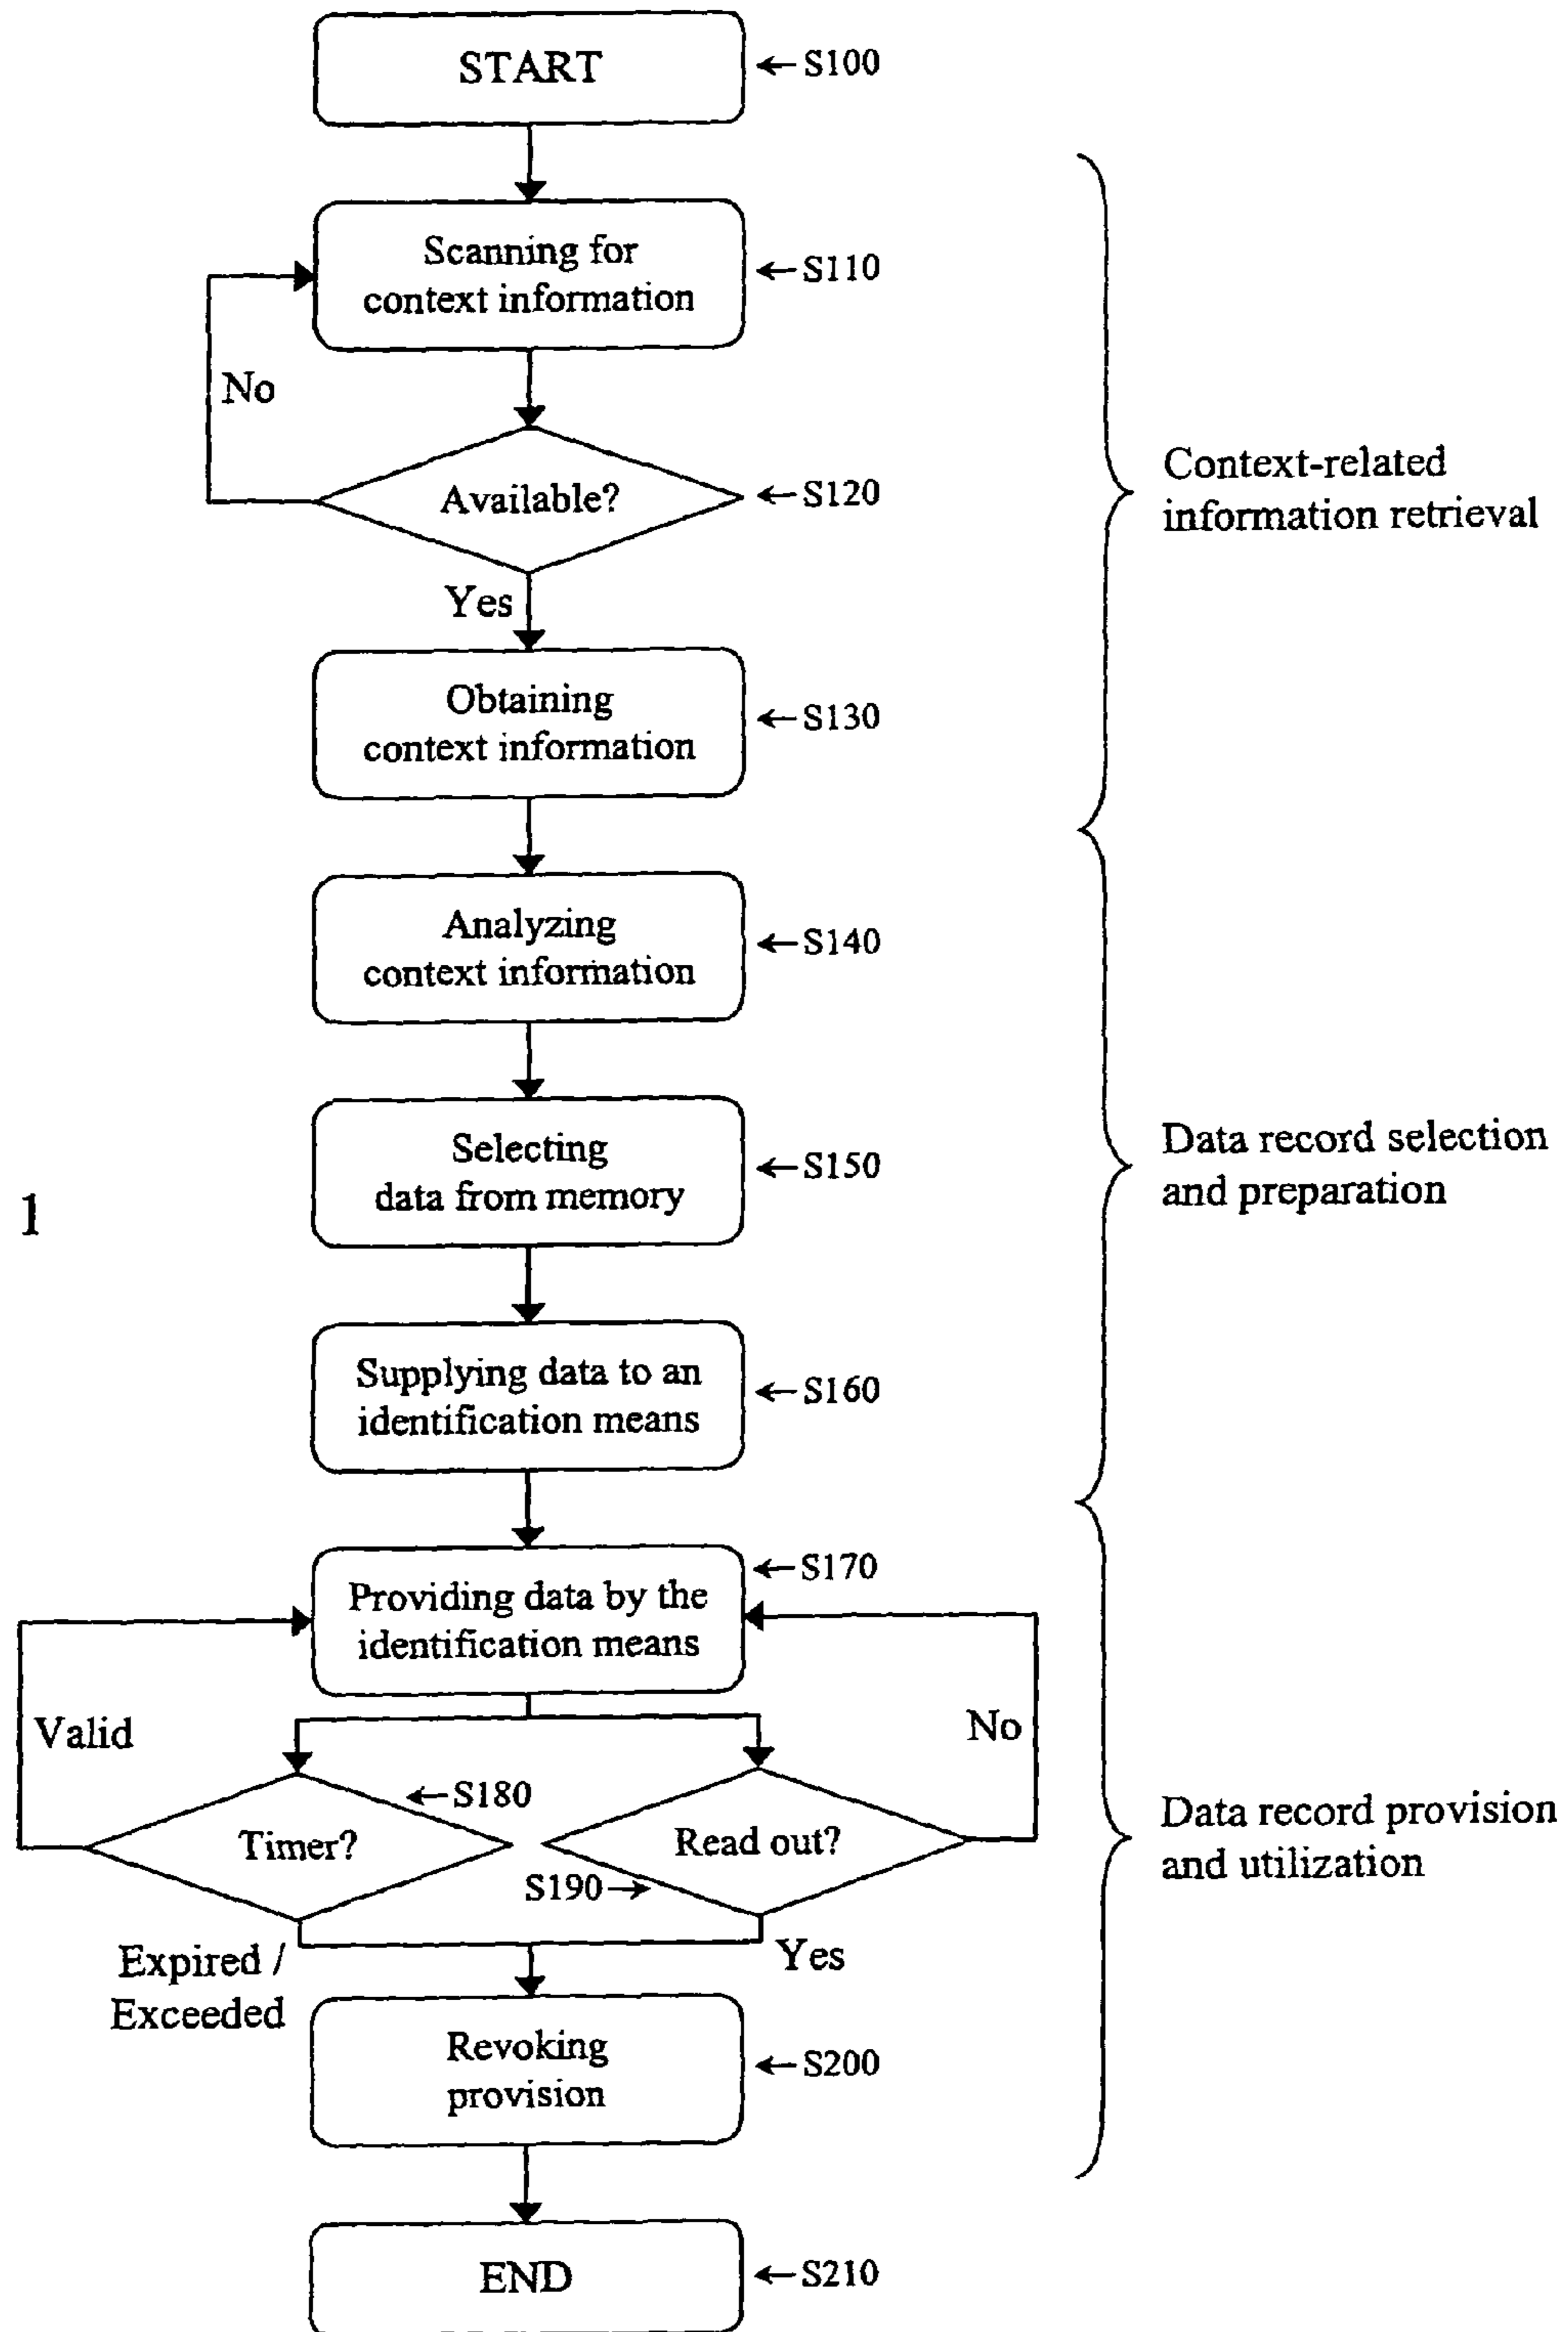 START
←S100
Scanning for
context information
←S110
No
Available?
←S120
Context-related
information retrieval
Yes
Obtaining
context information
←S130
Analyzing
context information
←S140
Selecting
data from memory
←S150
Data record selection
and preparation
1
Supplying data to an
identification means
←S160
Providing data by the
identification means
←S170
Valid
No
Timer?
←S180
Read out?
S190→
Data record provision
and utilization
Expired /
Exceeded
Yes
Revoking
provision
←S200
END
←S210